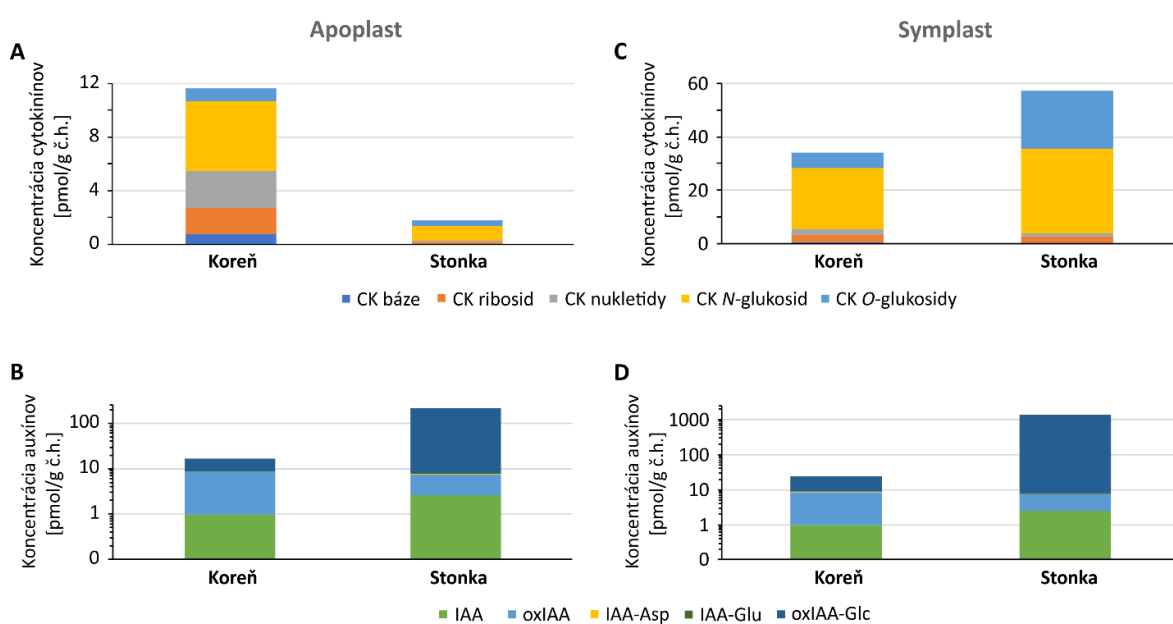 Apoplast
Symplast
A
Koncentrácia cytokinínov
[pmol/g č.h.]
12
8
4
0
Koreň
Stonka
C
Koncentrácia cytokinínov
[pmol/g č.h.]
60
40
20
0
Koreň
Stonka
CK báze CK ribosid CK nukletidy CK N-glukosid CK O-glukosidy
B
Koncentrácia auxínov
[pmol/g č.h.]
100
10
1
0
Koreň
Stonka
D
Koncentrácia auxínov
[pmol/g č.h.]
1000
100
10
1
0
Koreň
Stonka
IAA oxIAA IAA-Asp IAA-Glu oxIAA-Glc